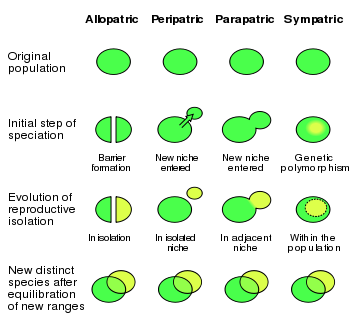 Allopatric Peripatric Parapatric Sympatric
Original
population
Initial step of
speciation
Barrier
formation
New niche
entered
New niche
entered
Genetic
polymorphism
Evolution of
reproductive
isolation
In isolation
In isolated
niche
In adjacent
niche
Within the
population
New distinct
species after
equilibration
of new ranges